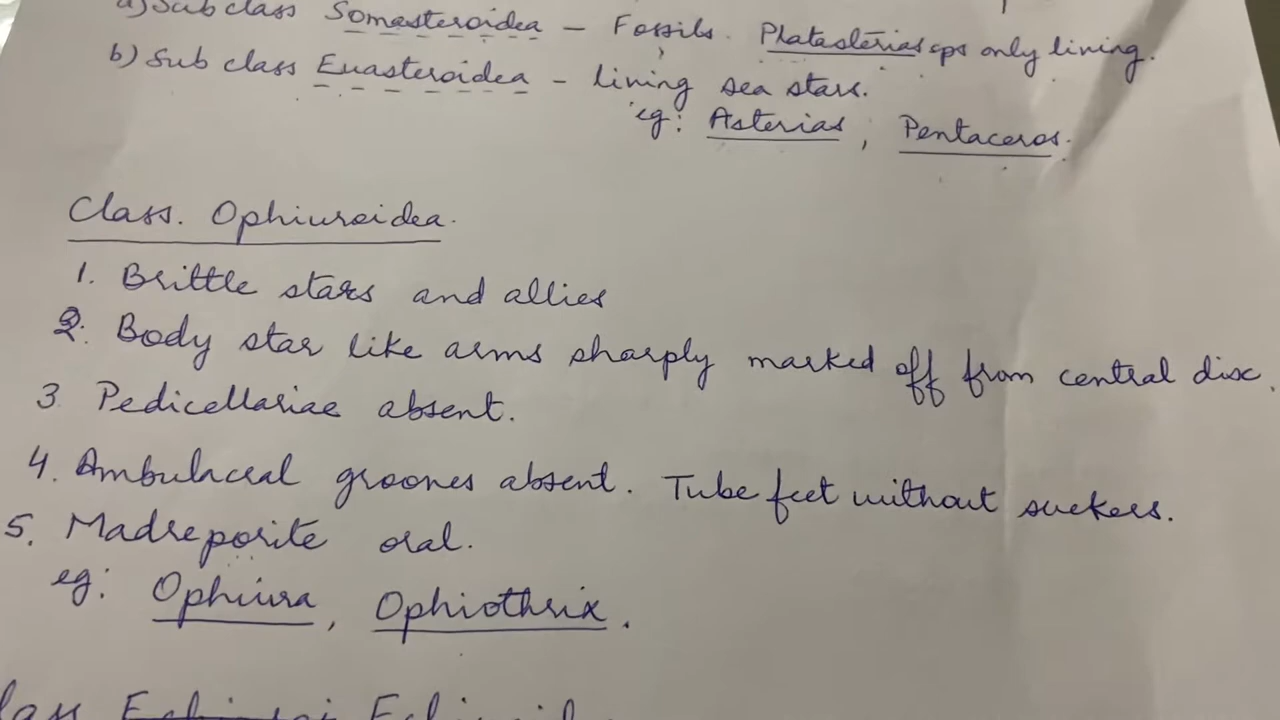 a) Sub class Somasteroidea – Fossils. Platasterias sps only living.
b) Sub class Euasteroidea – living sea stars.
eg: Asterias, Pentaceros.
Class. Ophiuroidea.
1. Brittle stars and allies
2. Body star like arms sharply marked off from central disc.
3 Pedicellariae absent.
4. Ambulacral grooves absent. Tube feet without suckers.
5. Madreporite oral.
eg: Ophiura, Ophiothrix.